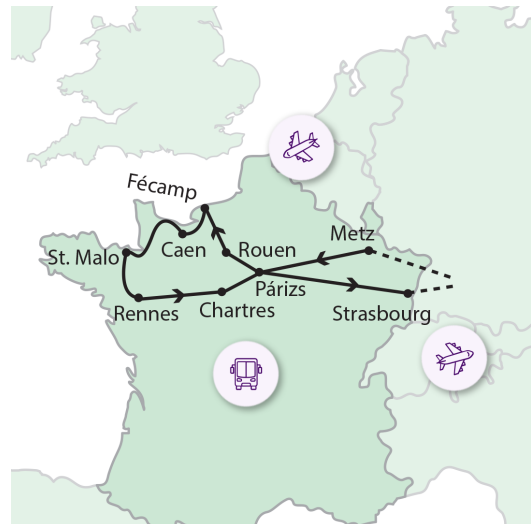 Fécamp
Metz
St. Malo
Caen
Rouen
Párizs
Rennes
Chartres
Strasbourg